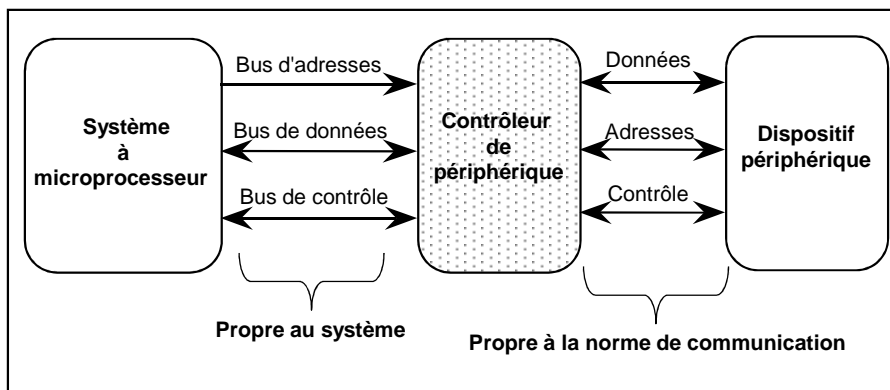 Système
à
microprocesseur
Bus d'adresses
Bus de données
Bus de contrôle
Contrôleur
de
périphérique
Données
Adresses
Contrôle
Dispositif
périphérique
Propre au système
Propre à la norme de communication